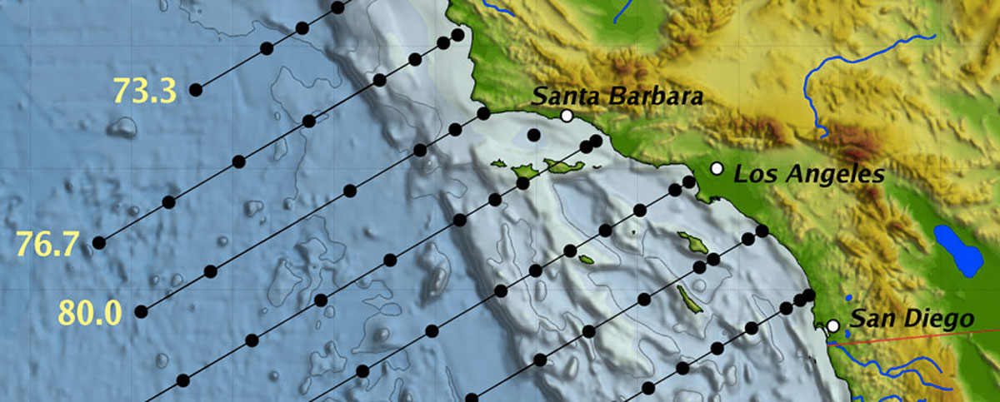 73.3
Santa Barbara
Los Angeles
76.7
80.0
San Diego